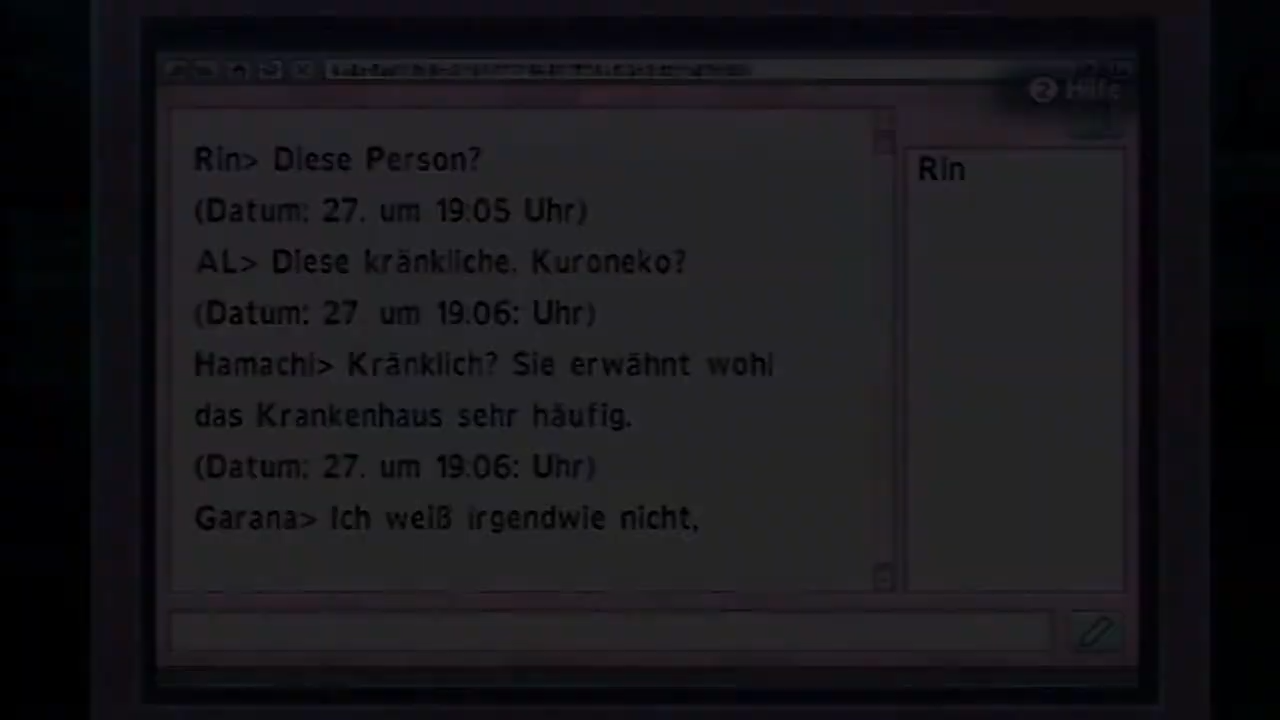 ❷ Hilfe
Rin> Diese Person?
Rin
(Datum: 27. um 19:05 Uhr)
AL> Diese kränkliche. Kuroneko?
(Datum: 27 um 19.06: Uhr)
Hamachi> Kränklich? Sie erwähnt wohl
das Krankenhaus sehr häufig.
(Datum: 27. um 19:06: Uhr)
Garana> Ich weiß irgendwie nicht,